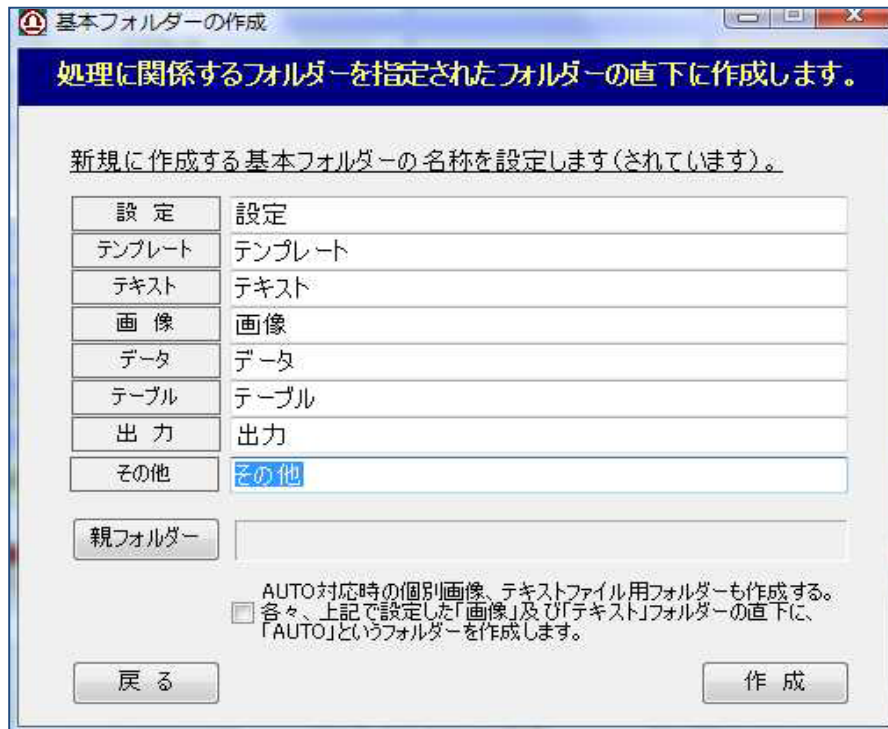 基本フォルダーの作成
処理に関係するフォルダーを指定されたフォルダーの直下に作成します。
新規に作成する基本フォルダーの名称を設定します(されています)。
設 定 設定
テンプレート テンプレート
テキスト テキスト
画 像 画像
データ データ
テーブル テーブル
出 力 出力
その他 その他
親フォルダー
AUTO対応時の個別画像、テキストファイル用フォルダーも作成する。
各々、上記で設定した「画像」及び「テキスト」フォルダーの直下に、
「AUTO」というフォルダーを作成します。
戻 る 作 成